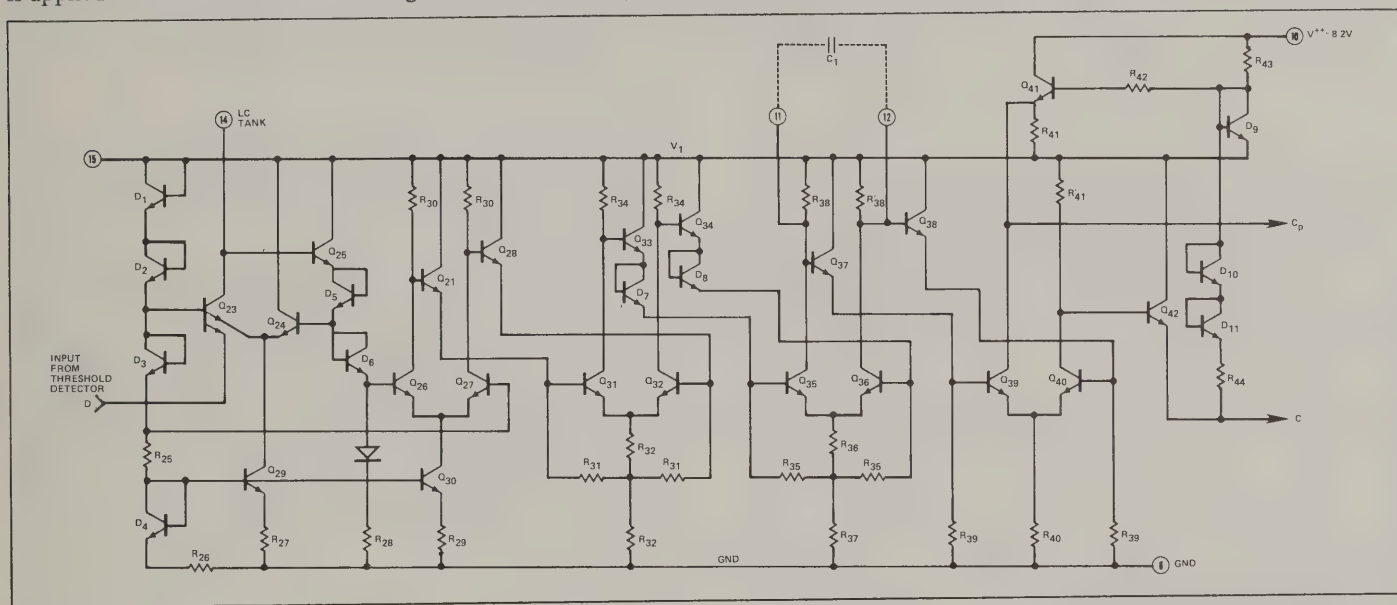 C1
10 V++-8.2V
R43
Q41
R42
14 LC
TANK
11
12
D9
R41
15
V1
D1
R30
R30
R34
R34
R38
R'38
R'41
Q34
Q38
Q33
Q25
Q28
Cp
D2
Q21
D8
Q37
D10
D5
D7
Q23
Q24
Q42
D11
D6
D3
INPUT
FROM
THRESHOLD
DETECTOR
D
Q26
Q27
Q31
Q32
Q35
Q36
Q39
Q40
R44
C
R25
R32
R36
Q29
Q30
R31
R31
R35
R35
D4
R27
R28
R29
R32
R37
R39
R40
R39
R26
GND
8 GND